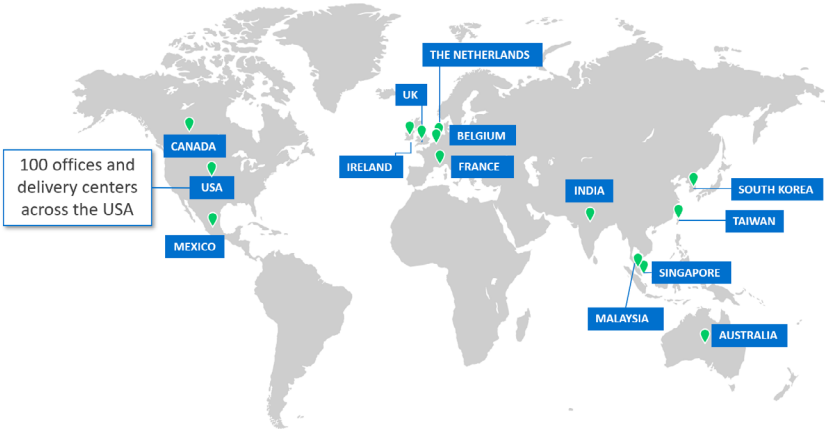 THE NETHERLANDS
UK
CANADA
BELGIUM
IRELAND
FRANCE
100 offices and
delivery centers
across the USA
USA
INDIA
SOUTH KOREA
TAIWAN
MEXICO
SINGAPORE
MALAYSIA
AUSTRALIA